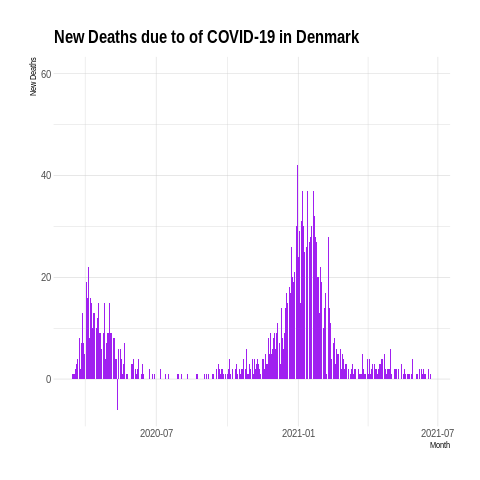 New Deaths due to of COVID-19 in Denmark
New Deaths
60
40
20
0
2020-07
2021-01
2021-07
Month